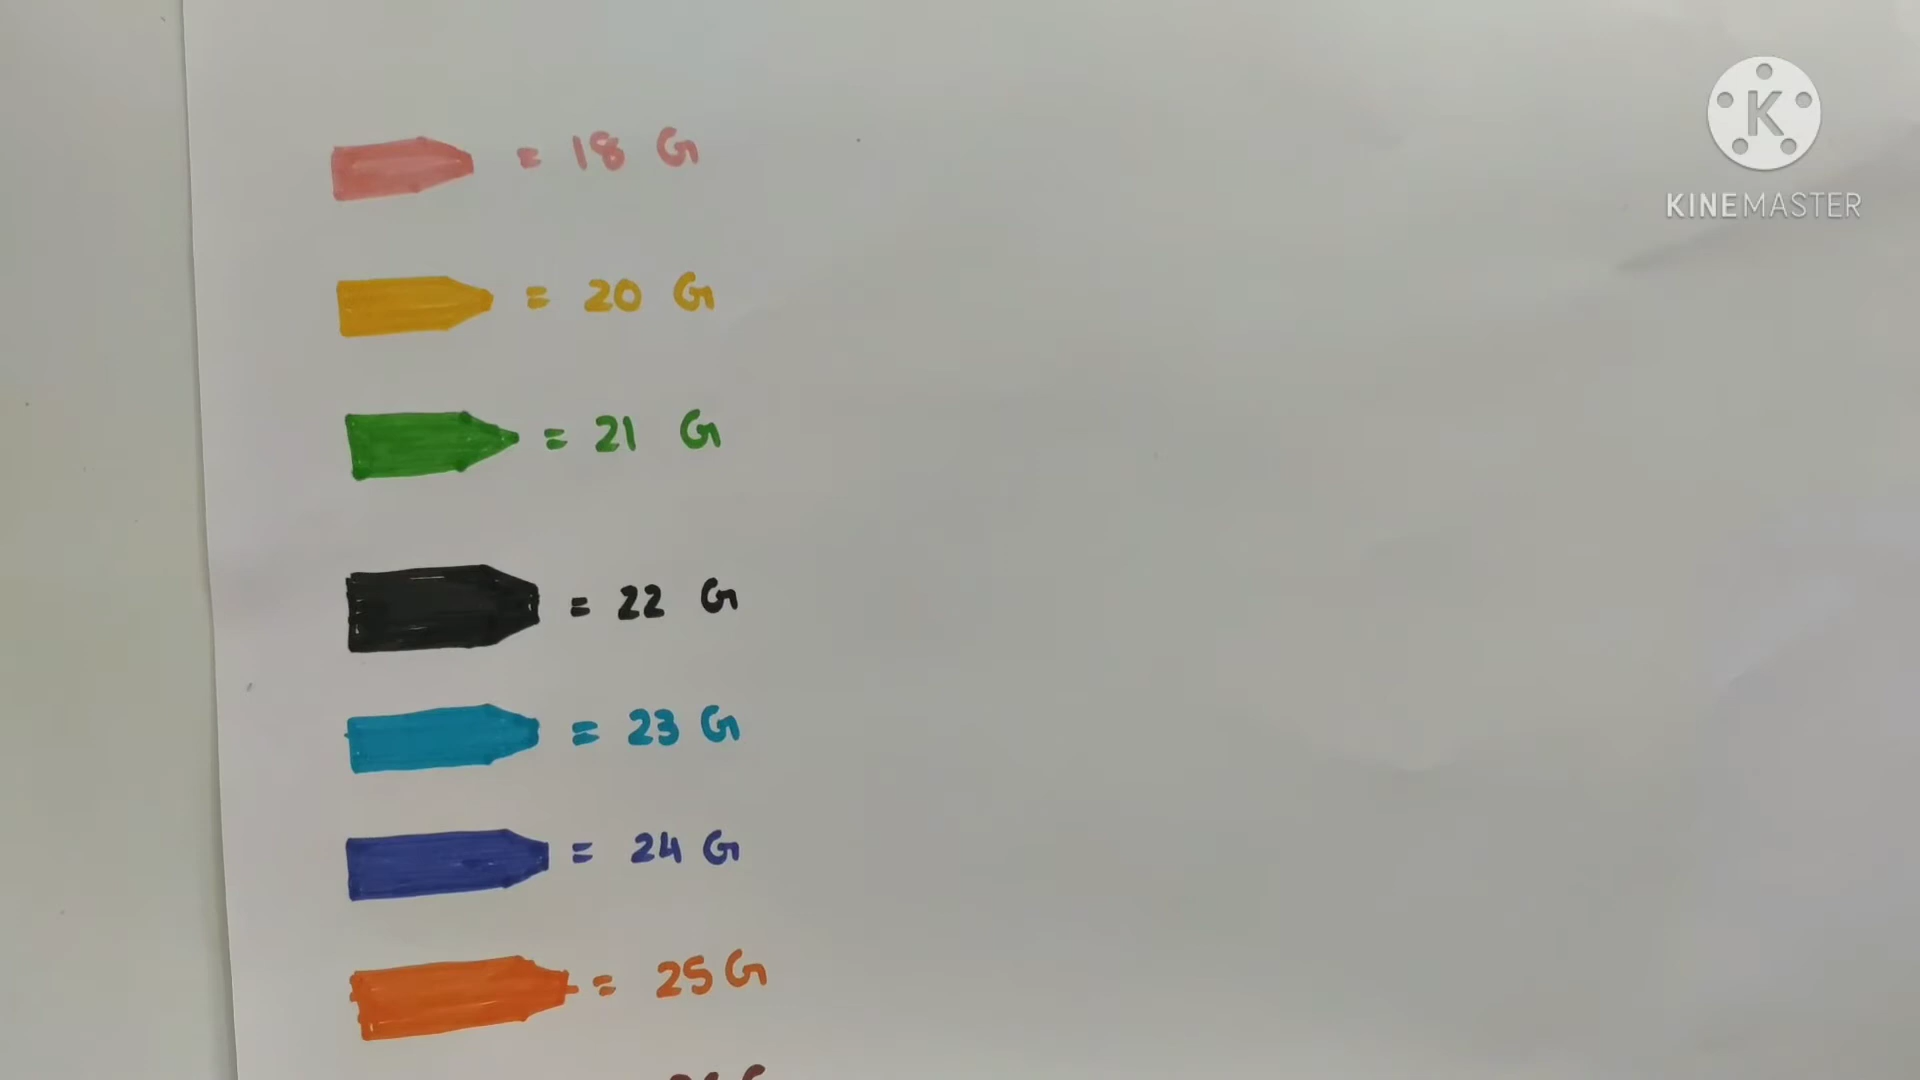 = 18 G
K
KINEMASTER
= 20 G
= 21 G
= 22 G
= 23 G
= 24 G
= 25 G